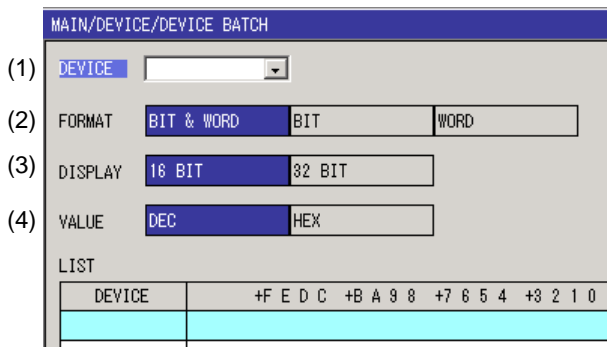 MAIN/DEVICE/DEVICE BATCH
(1) DEVICE
(2) FORMAT BIT & WORD BIT WORD
(3) DISPLAY 16 BIT 32 BIT
(4) VALUE DEC HEX
LIST
DEVICE +F E D C +B A 9 8 +7 6 5 4 +3 2 1 0